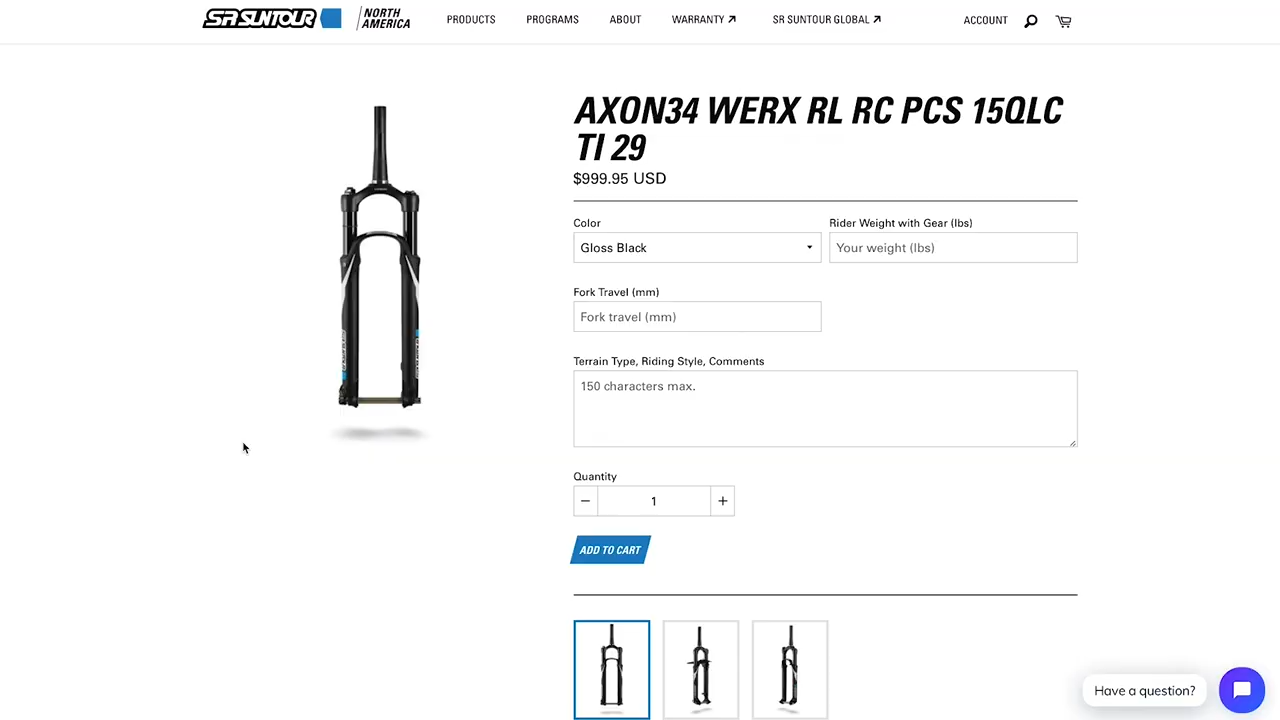 SR SUNTOUR NORTH AMERICA
PRODUCTS PROGRAMS ABOUT WARRANTY SR SUNTOUR GLOBAL ACCOUNT
AXON34 WERX RL RC PCS 15QLC
TI 29
$999.95 USD
Color Rider Weight with Gear (lbs)
Gloss Black Your weight (lbs)
Fork Travel (mm)
Fork travel (mm)
Terrain Type, Riding Style, Comments
150 characters max.
Quantity
1
ADD TO CART
Have a question?